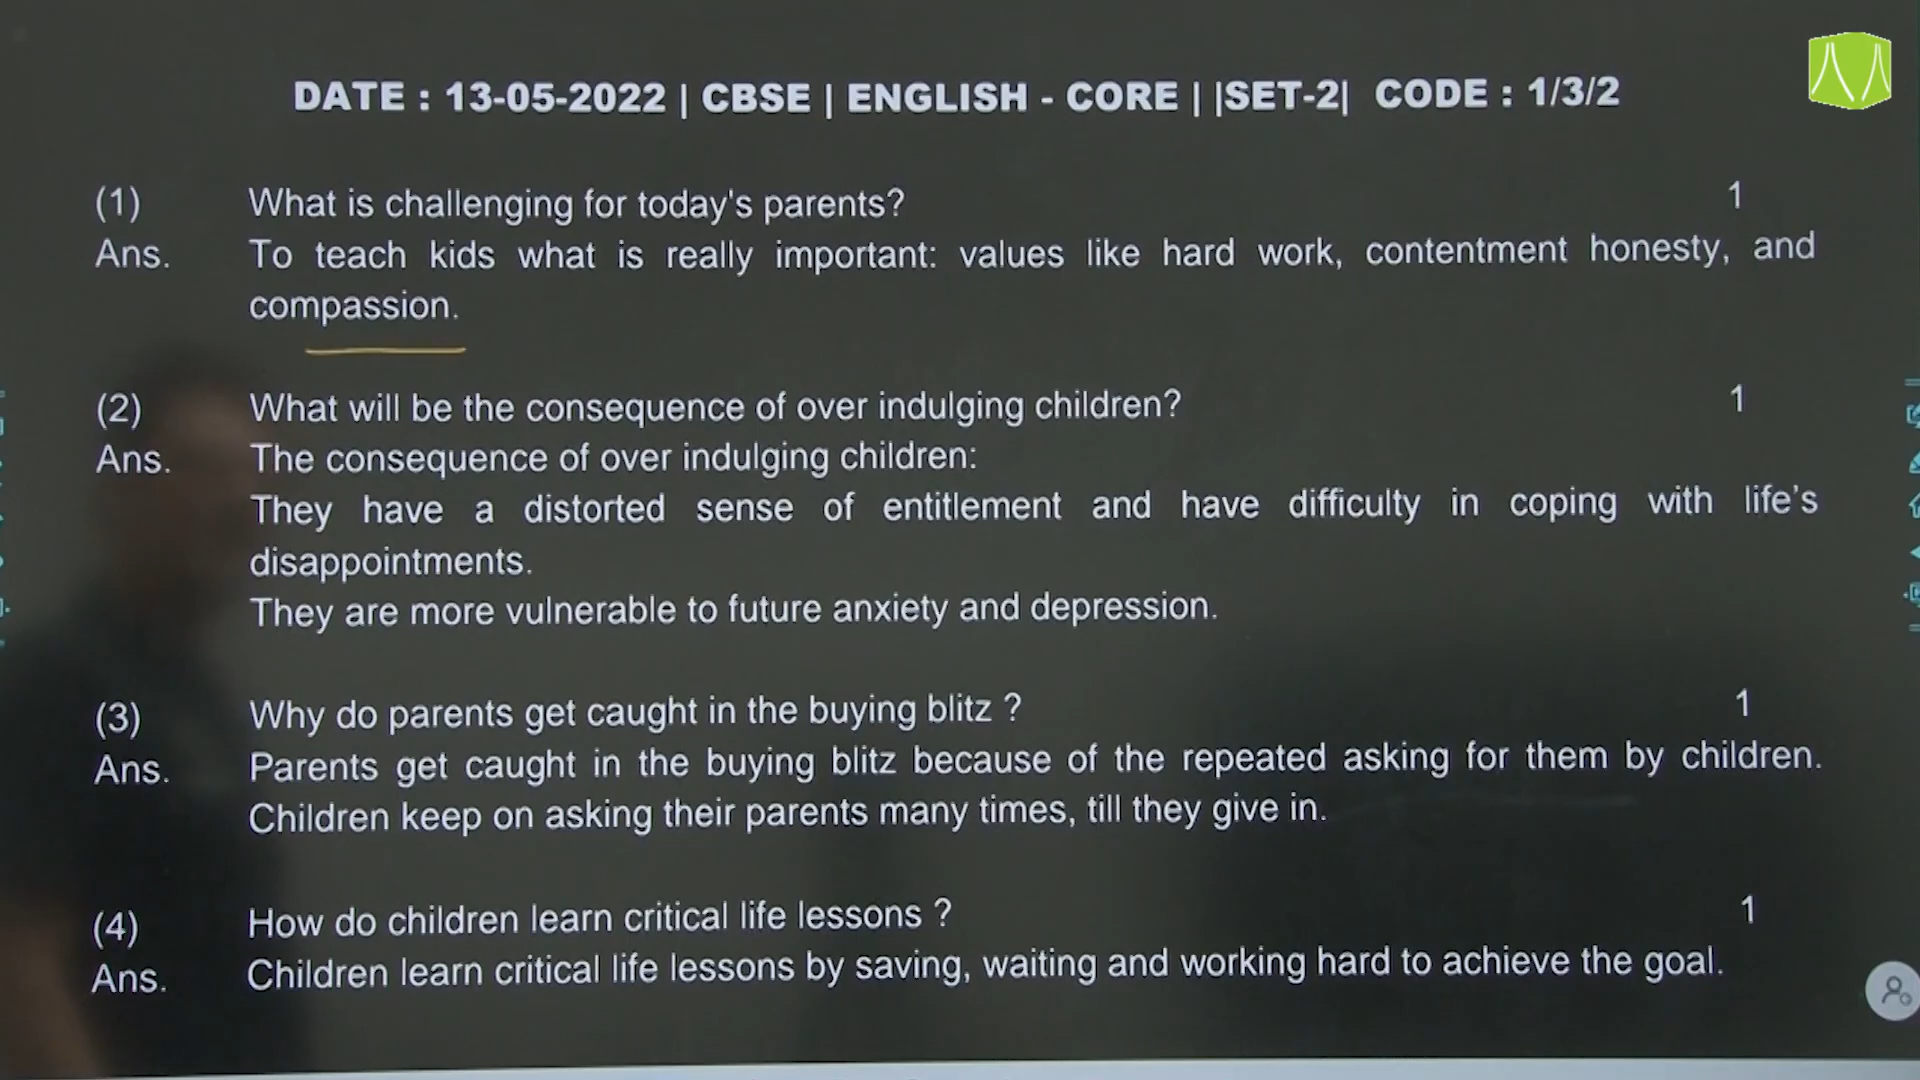 DATE : 13-05-2022 | CBSE | ENGLISH - CORE | |SET-2| CODE : 1/3/2
(1) What is challenging for today's parents? 1
Ans. To teach kids what is really important: values like hard work, contentment honesty, and
compassion.
(2) What will be the consequence of over indulging children? 1
Ans. The consequence of over indulging children:
They have a distorted sense of entitlement and have difficulty in coping with life’s
disappointments.
They are more vulnerable to future anxiety and depression.
(3) Why do parents get caught in the buying blitz ? 1
Ans. Parents get caught in the buying blitz because of the repeated asking for them by children.
Children keep on asking their parents many times, till they give in.
(4) How do children learn critical life lessons ? 1
Ans. Children learn critical life lessons by saving, waiting and working hard to achieve the goal.